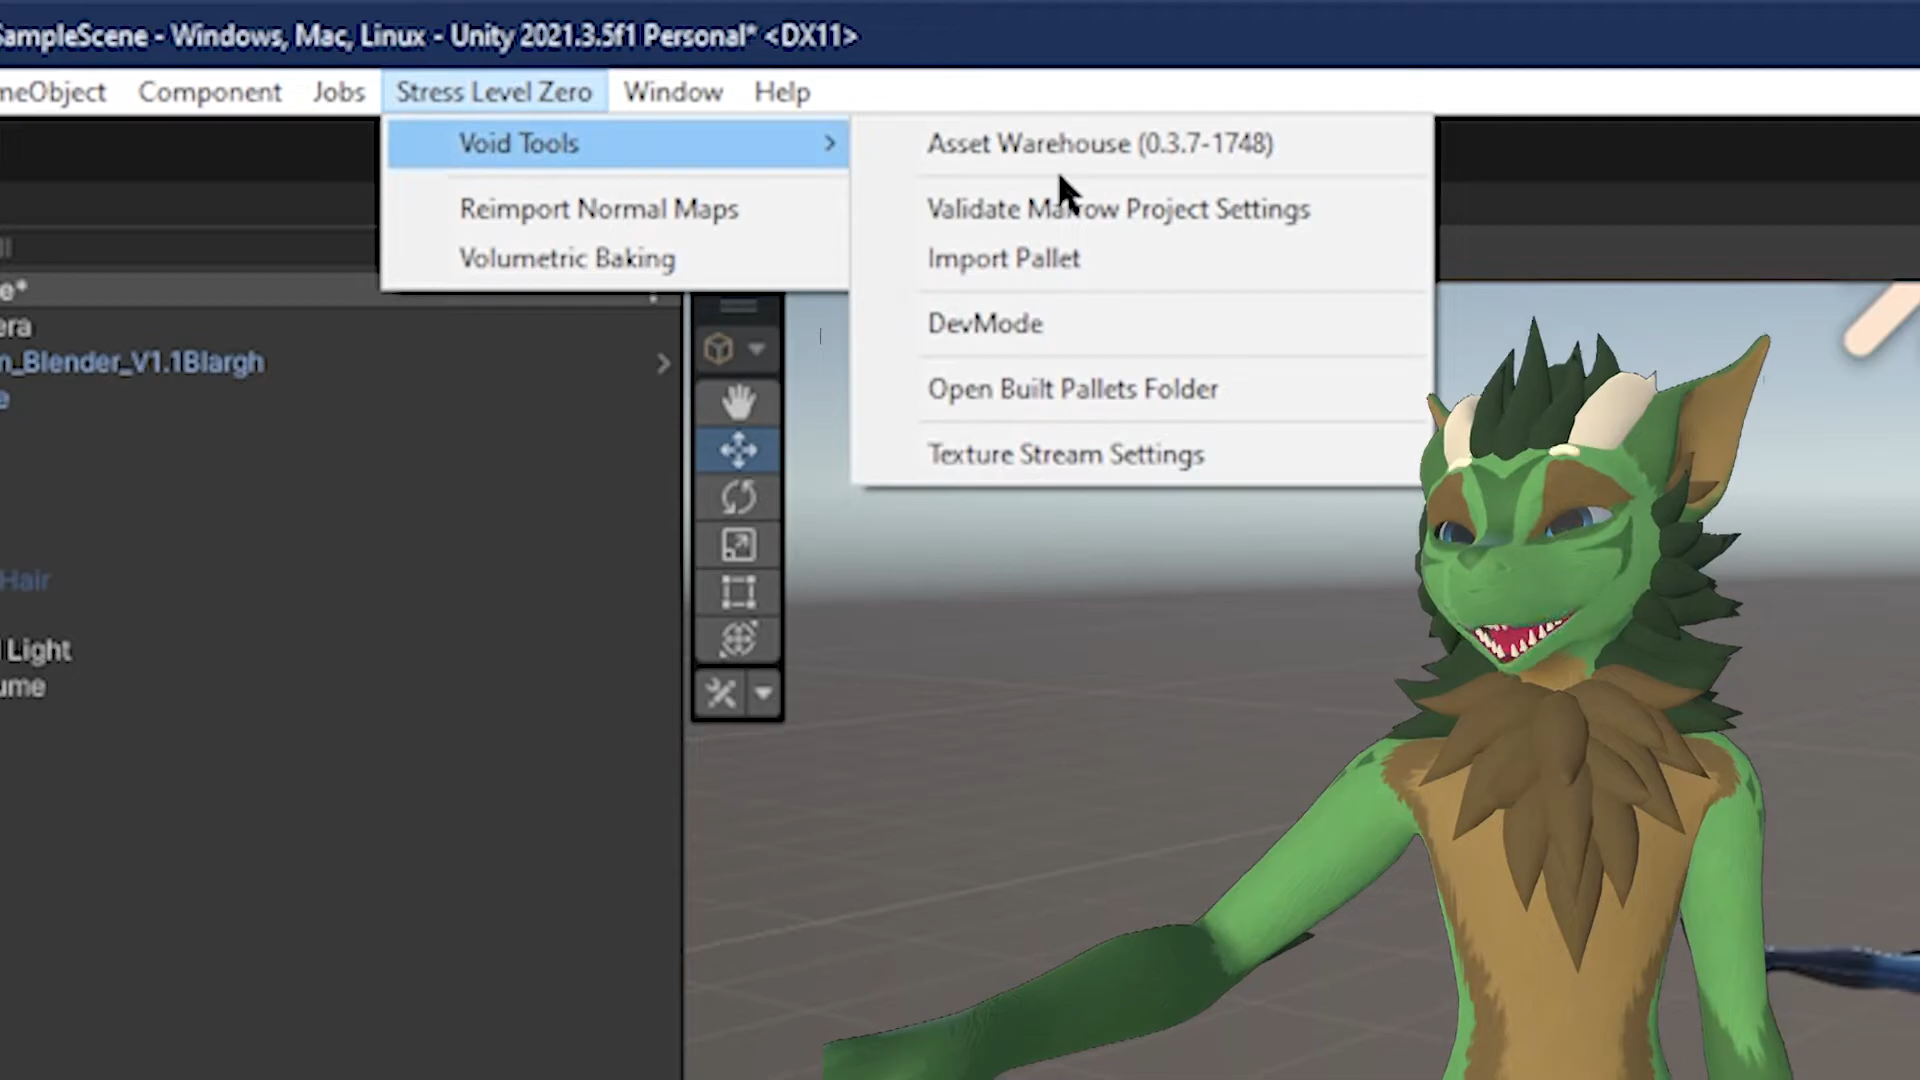 SampleScene - Windows, Mac, Linux - Unity 2021.3.5f1 Personal* <DX11>
meObject Component Jobs Stress Level Zero Window Help
Void Tools
Reimport Normal Maps
Volumetric Baking
Asset Warehouse (0.3.7-1748)
Validate Marrow Project Settings
Import Pallet
DevMode
Open Built Pallets Folder
Texture Stream Settings
e*
era
n_Blender_V1.1Blargh
e
Hair
l Light
ume